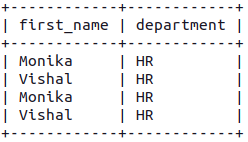 +------------+------------+
| first_name | department |
+------------+------------+
| Monika     | HR         |
| Vishal     | HR         |
| Monika     | HR         |
| Vishal     | HR         |
+------------+------------+